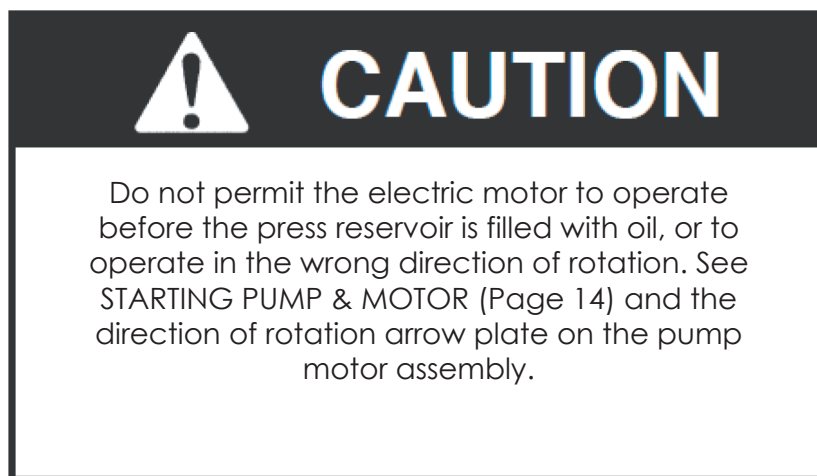 CAUTION
Do not permit the electric motor to operate
before the press reservoir is filled with oil, or to
operate in the wrong direction of rotation. See
STARTING PUMP & MOTOR (Page 14) and the
direction of rotation arrow plate on the pump
motor assembly.